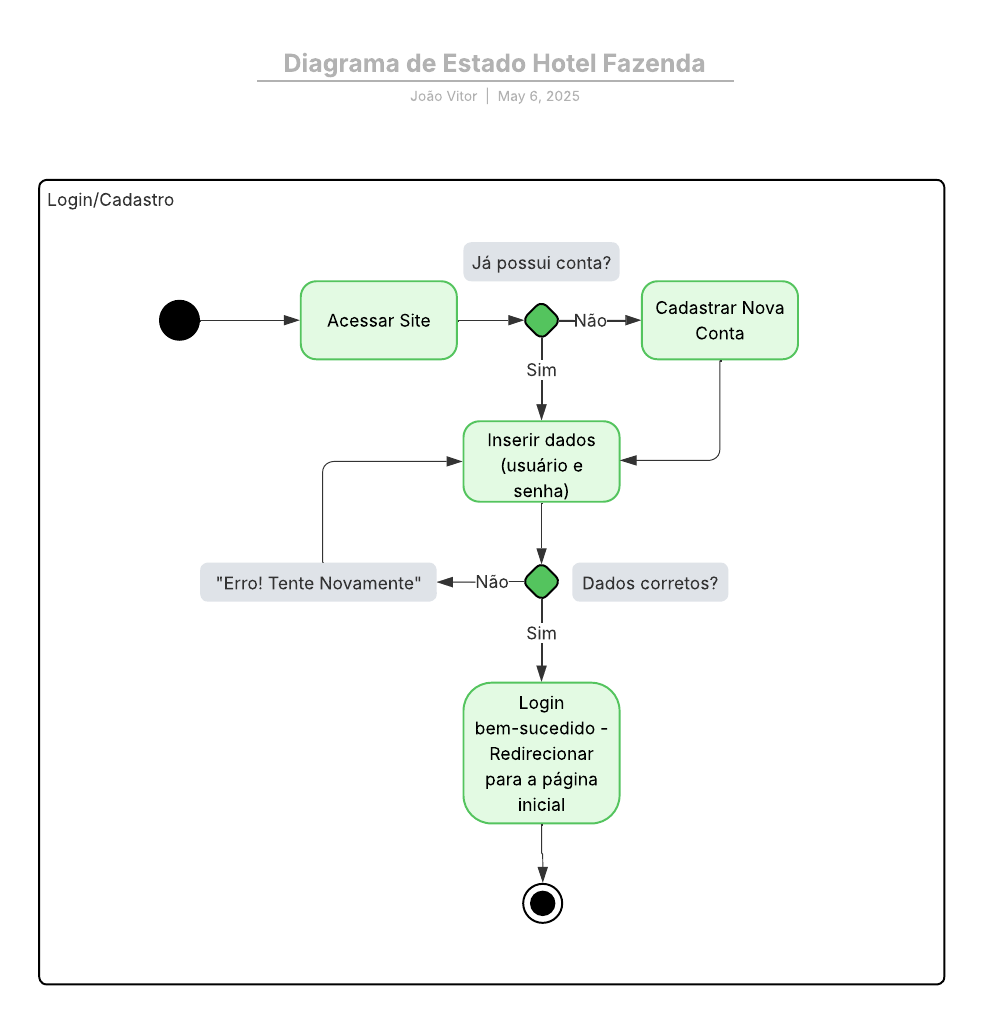 Diagrama de Estado Hotel Fazenda
João Vitor | May 6, 2025
Login/Cadastro
Já possui conta?
Acessar Site
Não
Cadastrar Nova
Conta
Sim
Inserir dados
(usuário e
senha)
"Erro! Tente Novamente"
Não
Dados corretos?
Sim
Login
bem-sucedido -
Redirecionar
para a página
inicial